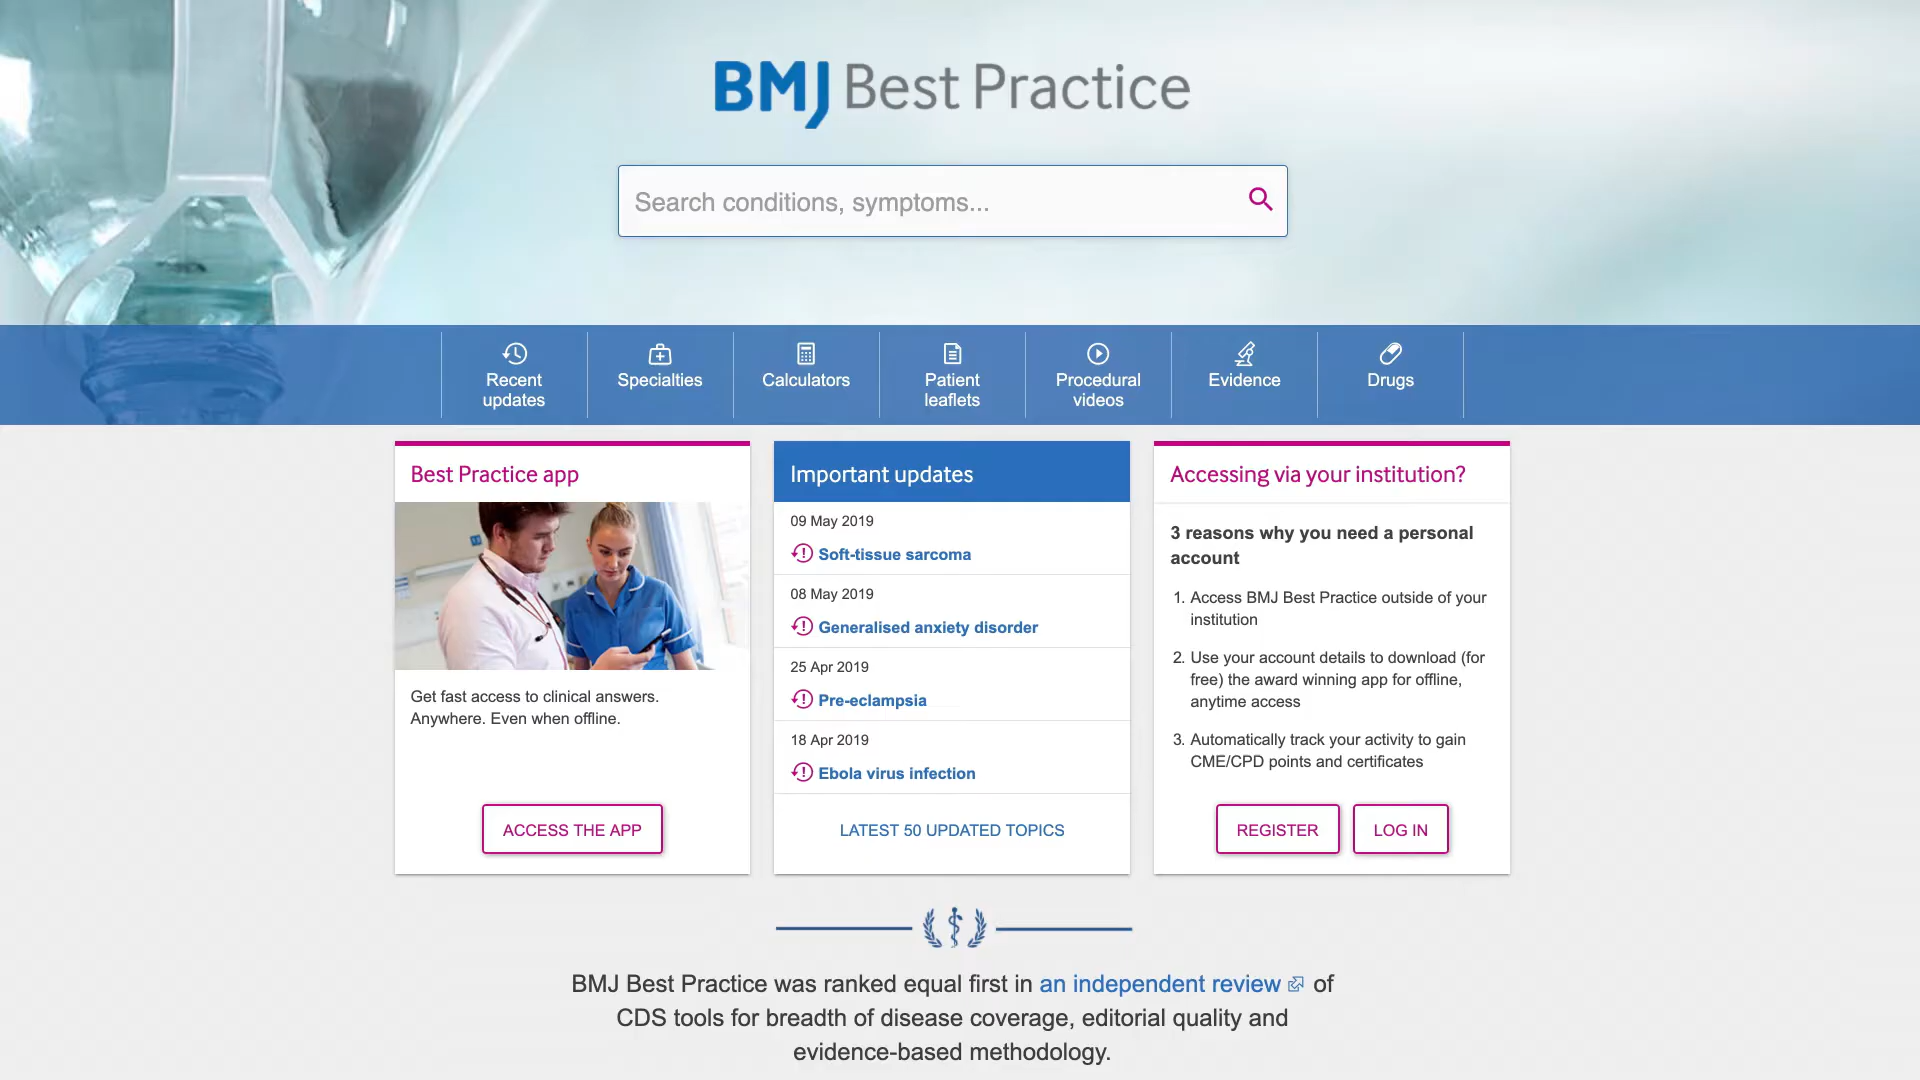 BMJ Best Practice
Search conditions, symptoms...
Recent
updates
Specialties
Calculators
Patient
leaflets
Procedural
videos
Evidence
Drugs
Best Practice app
Get fast access to clinical answers.
Anywhere. Even when offline.
ACCESS THE APP
Important updates
09 May 2019
Soft-tissue sarcoma
08 May 2019
Generalised anxiety disorder
25 Apr 2019
Pre-eclampsia
18 Apr 2019
Ebola virus infection
LATEST 50 UPDATED TOPICS
Accessing via your institution?
3 reasons why you need a personal
account
1. Access BMJ Best Practice outside of your
institution
2. Use your account details to download (for
free) the award winning app for offline,
anytime access
3. Automatically track your activity to gain
CME/CPD points and certificates
REGISTER
LOG IN
BMJ Best Practice was ranked equal first in an independent review of
CDS tools for breadth of disease coverage, editorial quality and
evidence-based methodology.